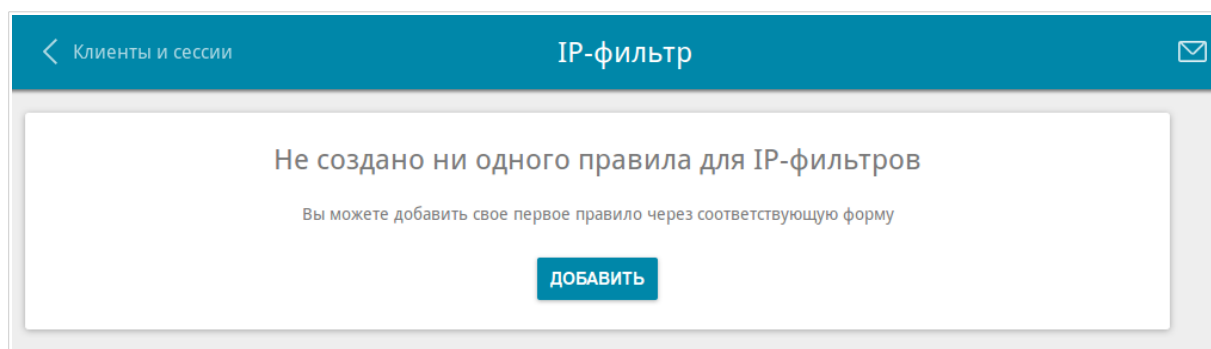 Клиенты и сессии
IP-фильтр
Не создано ни одного правила для IP-фильтров
Вы можете добавить свое первое правило через соответствующую форму
ДОБАВИТЬ